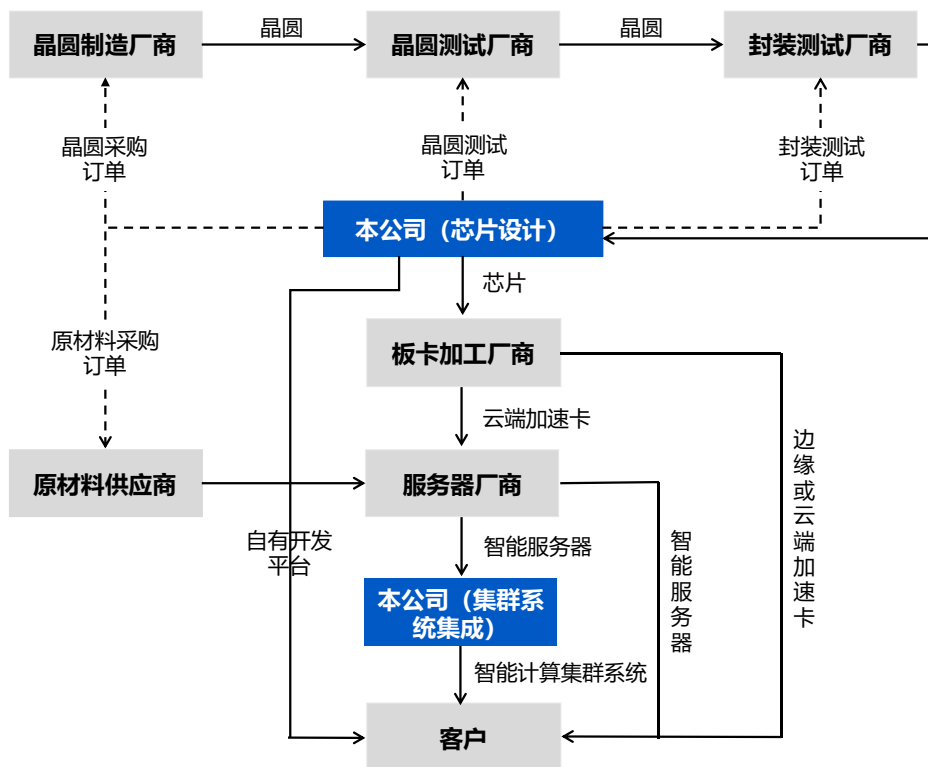 晶圆制造厂商
晶圆
晶圆测试厂商
晶圆
封装测试厂商
晶圆采购
订单
晶圆测试
订单
封装测试
订单
本公司（芯片设计）
芯片
原材料采购
订单
板卡加工厂商
云端加速卡
边缘或云端加速卡
原材料供应商
服务器厂商
自有开发
平台
智能服务器
智能服务器
本公司（集群系
统集成）
智能计算集群系统
客户